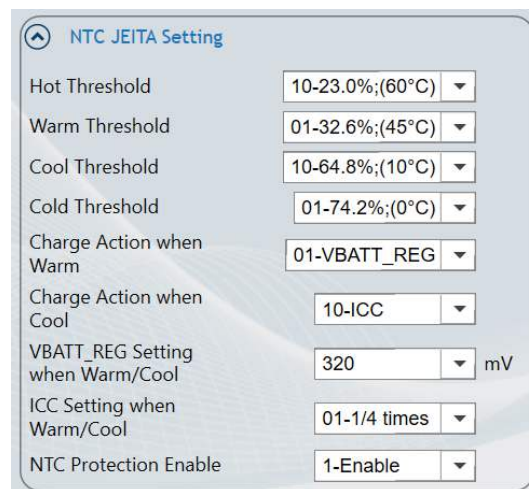 NTC JEITA Setting
Hot Threshold 10-23.0%;(60°C)
Warm Threshold 01-32.6%;(45°C)
Cool Threshold 10-64.8%;(10°C)
Cold Threshold 01-74.2%;(0°C)
Charge Action when
Warm 01-VBATT_REG
Charge Action when
Cool 10-ICC
VBATT_REG Setting
when Warm/Cool 320 mV
ICC Setting when
Warm/Cool 01-1/4 times
NTC Protection Enable 1-Enable